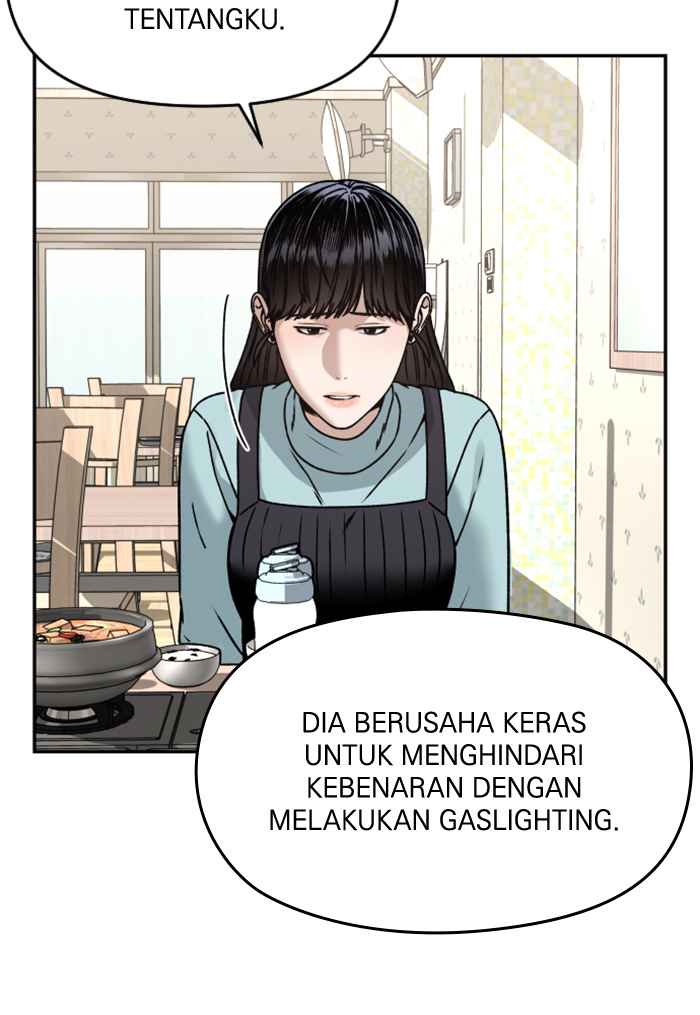 TENTANGKU.
DIA BERUSAHA KERAS
UNTUK MENGHINDARI
KEBENARAN DENGAN
MELAKUKAN GASLIGHTING.